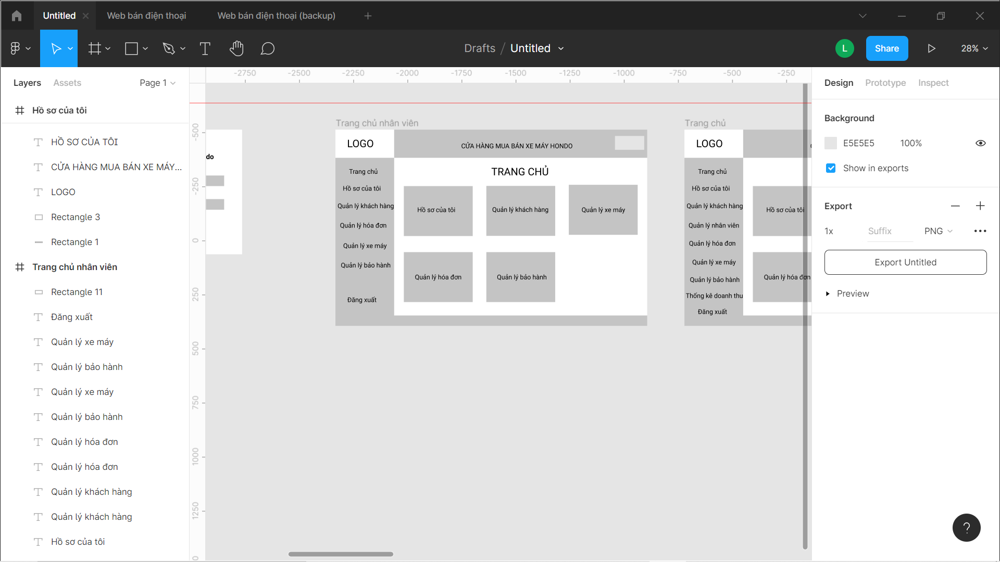 Untitled
Web bán điện thoại
Web bán điện thoại (backup)
Drafts / Untitled
L
Share
28%
Layers
Assets
Page 1
Hồ sơ của tôi
HỒ SƠ CỦA TÔI
CỬA HÀNG MUA BÁN XE MÁY...
LOGO
Rectangle 3
Rectangle 1
Trang chủ nhân viên
Rectangle 11
Đăng xuất
Quản lý xe máy
Quản lý bảo hành
Quản lý xe máy
Quản lý bảo hành
Quản lý hóa đơn
Quản lý hóa đơn
Quản lý khách hàng
Quản lý khách hàng
Hồ sơ của tôi
-2750
-2500
-2250
-2000
-1750
-1500
-1250
-1000
-750
-500
-250
-500
-250
0
250
500
750
1000
1250
0
do
Trang chủ nhân viên
LOGO
CỬA HÀNG MUA BÁN XE MÁY HONDO
Trang chủ
Hồ sơ của tôi
Quản lý khách hàng
Quản lý hóa đơn
Quản lý xe máy
Quản lý bảo hành
Đăng xuất
TRANG CHỦ
Hồ sơ của tôi
Quản lý khách hàng
Quản lý xe máy
Quản lý hóa đơn
Quản lý bảo hành
Trang chủ
LOGO
Trang chủ
Hồ sơ của tôi
Quản lý khách hàng
Quản lý nhân viên
Quản lý hóa đơn
Quản lý xe máy
Quản lý bảo hành
Thống kê doanh thu
Đăng xuất
Hồ sơ của tôi
Quản lý hóa đơn
Design
Prototype
Inspect
Background
E5E5E5
100%
Show in exports
Export
1x
Suffix
PNG
Export Untitled
Preview
?